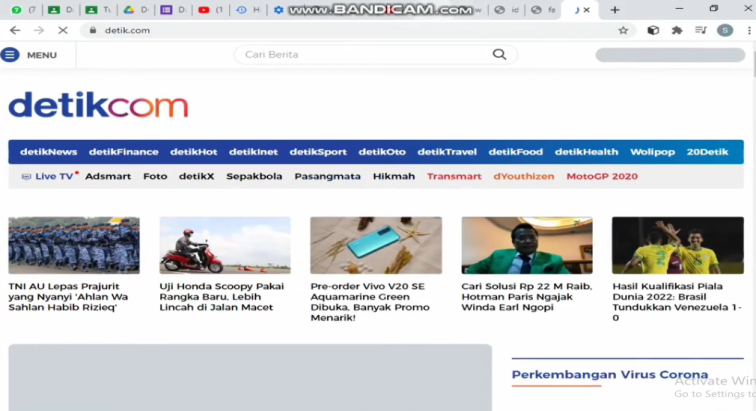 www.BANDICAM.com
detik.com
MENU
Cari Berita
detikcom
detikNews detikFinance detikHot detikInet detikSport detikOto detikTravel detikFood detikHealth Wolipop 20Detik
Live TV Adsmart Foto detikX Sepakbola Pasangmata Hikmah Transmart dYouthizen MotoGP 2020
TNI AU Lepas Prajurit
yang Nyanyi 'Ahlan Wa
Sahlan Habib Rizieq'
Uji Honda Scoopy Pakai
Rangka Baru, Lebih
Lincah di Jalan Macet
Pre-order Vivo V20 SE
Aquamarine Green
Dibuka, Banyak Promo
Menarik!
Cari Solusi Rp 22 M Raib,
Hotman Paris Ngajak
Winda Earl Ngopi
Hasil Kualifikasi Piala
Dunia 2022: Brasil
Tundukkan Venezuela 1-
0
Perkembangan Virus Corona
Activate Win
Go to Settings to